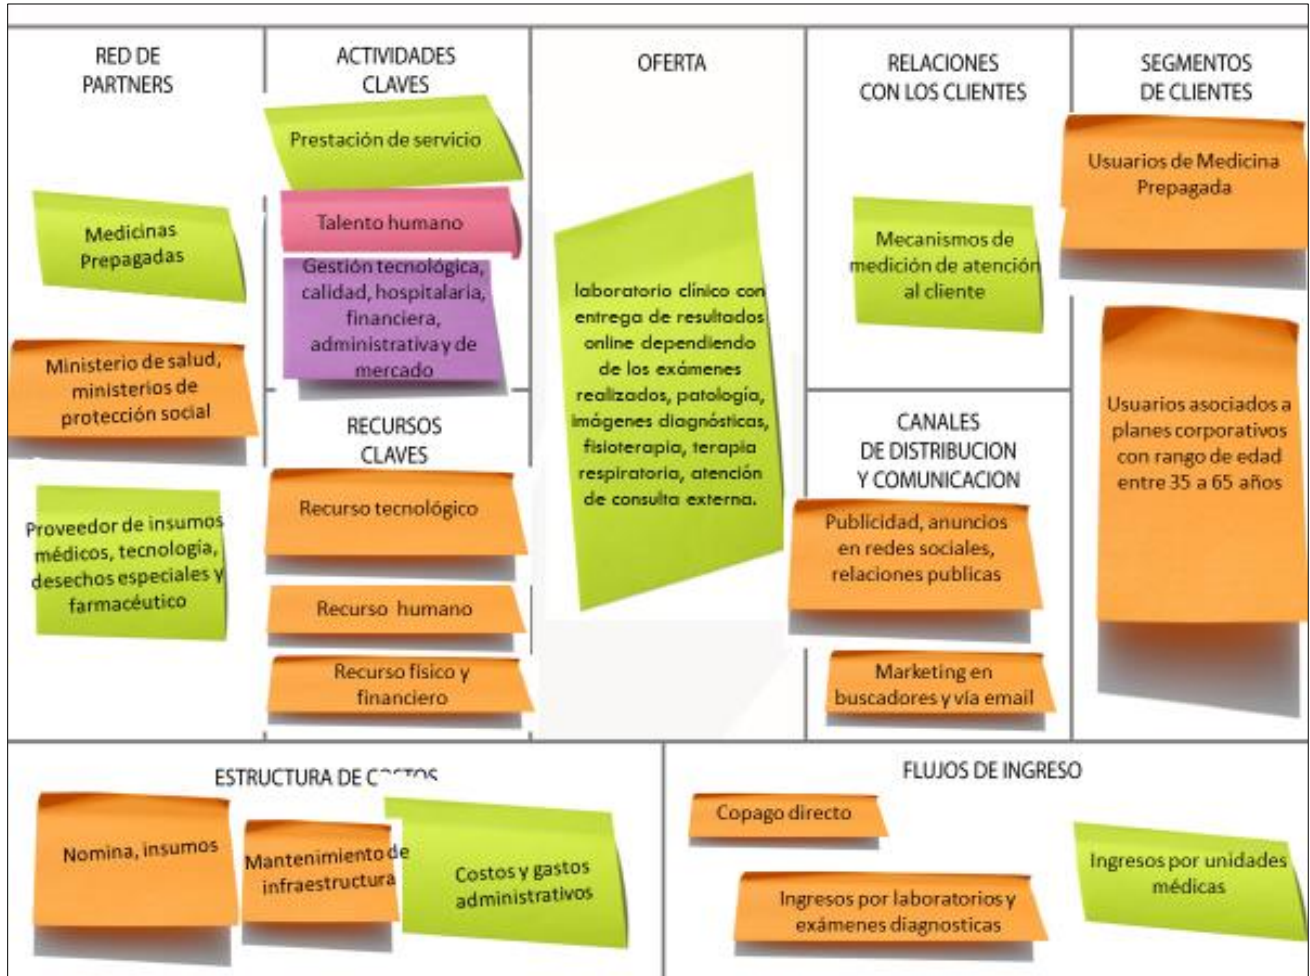 RED DE
PARTNERS
Medicinas
Prepagadas
Ministerio de salud,
ministerios de
protección social
Proveedor de insumos
médicos, tecnología,
desechos especiales y
farmacéutico
ACTIVIDADES
CLAVES
Prestación de servicio
Talento humano
Gestión tecnológica,
calidad, hospitalaria,
financiera,
administrativa y de
mercado
RECURSOS
CLAVES
Recurso tecnológico
Recurso humano
Recurso físico y
financiero
OFERTA
laboratorio clínico con
entrega de resultados
online dependiendo
de los exámenes
realizados, patología,
imágenes diagnósticas,
fisioterapia, terapia
respiratoria, atención
de consulta externa.
RELACIONES
CON LOS CLIENTES
Mecanismos de
medición de atención
al cliente
CANALES
DE DISTRIBUCION
Y COMUNICACION
Publicidad, anuncios
en redes sociales,
relaciones publicas
Marketing en
buscadores y vía email
SEGMENTOS
DE CLIENTES
Usuarios de Medicina
Prepagada
Usuarios asociados a
planes corporativos
con rango de edad
entre 35 a 65 años
ESTRUCTURA DE COSTOS
Nomina, insumos
Mantenimiento de
infraestructura
Costos y gastos
administrativos
FLUJOS DE INGRESO
Copago directo
Ingresos por laboratorios y
exámenes diagnosticas
Ingresos por unidades
médicas